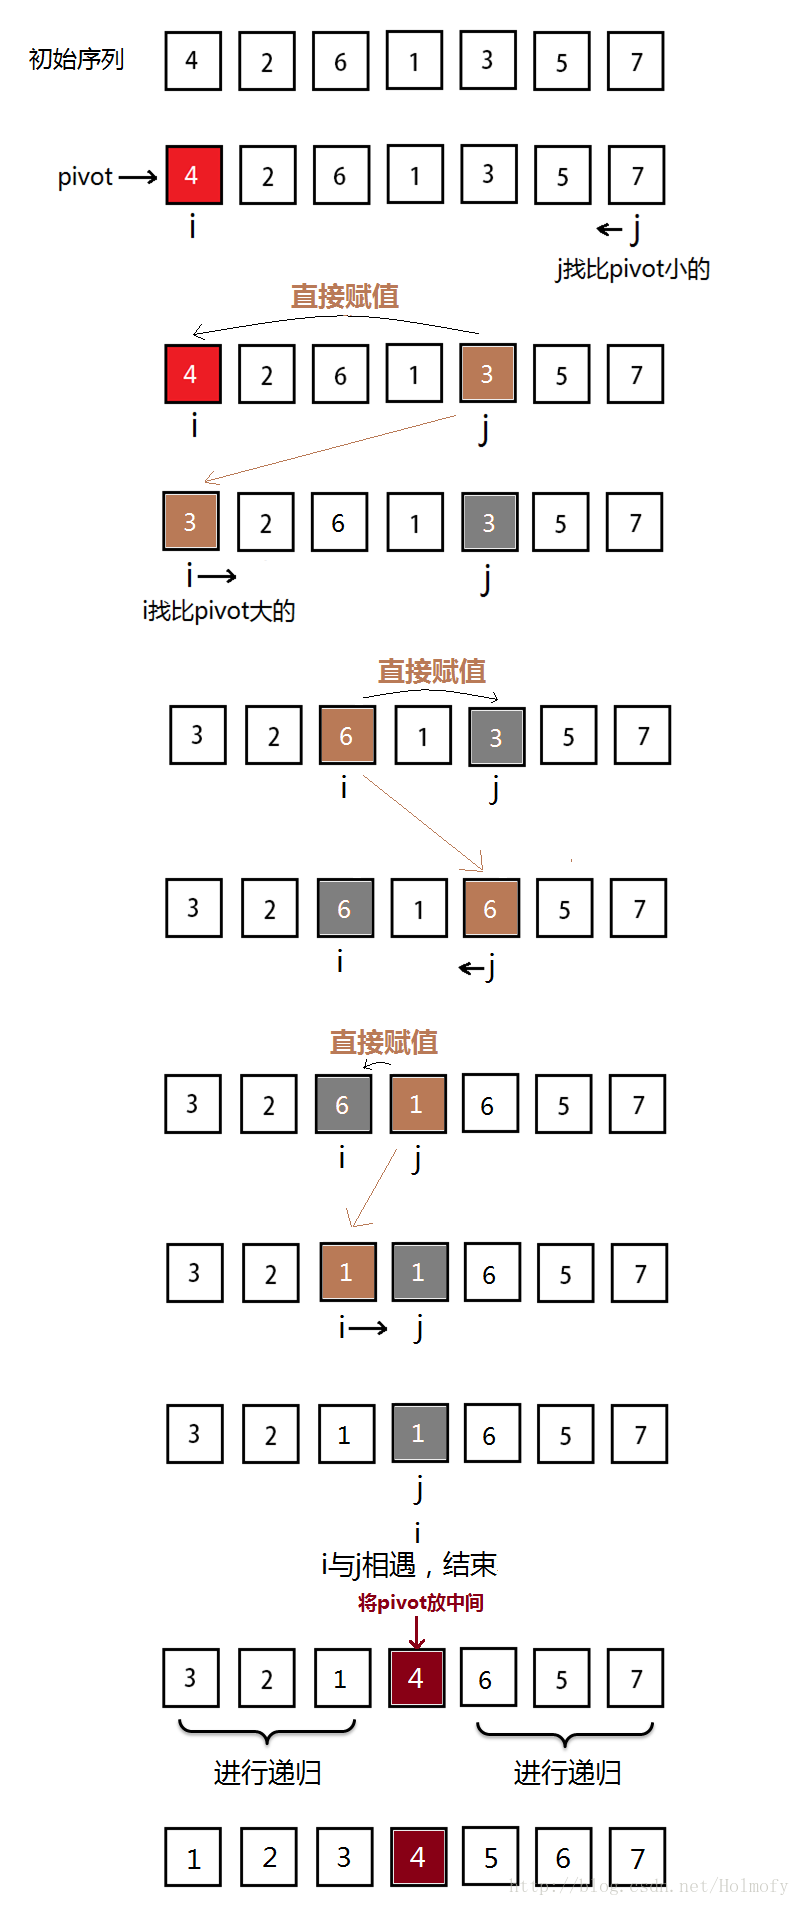 初始序列 4 2 6 1 3 5 7
pivot 4 2 6 1 3 5 7
i j
j找比pivot小的
直接赋值
4 2 6 1 3 5 7
i j
3 2 6 1 3 5 7
i j
i找比pivot大的
直接赋值
3 2 6 1 3 5 7
i j
3 2 6 1 6 5 7
i j
直接赋值
3 2 6 1 6 5 7
i j
3 2 1 1 6 5 7
i j
3 2 1 1 6 5 7
j
i
i与j相遇，结束
将pivot放中间
3 2 1 4 6 5 7
进行递归 进行递归
1 2 3 4 5 6 7
http://blog.csdn.net/Holmofy